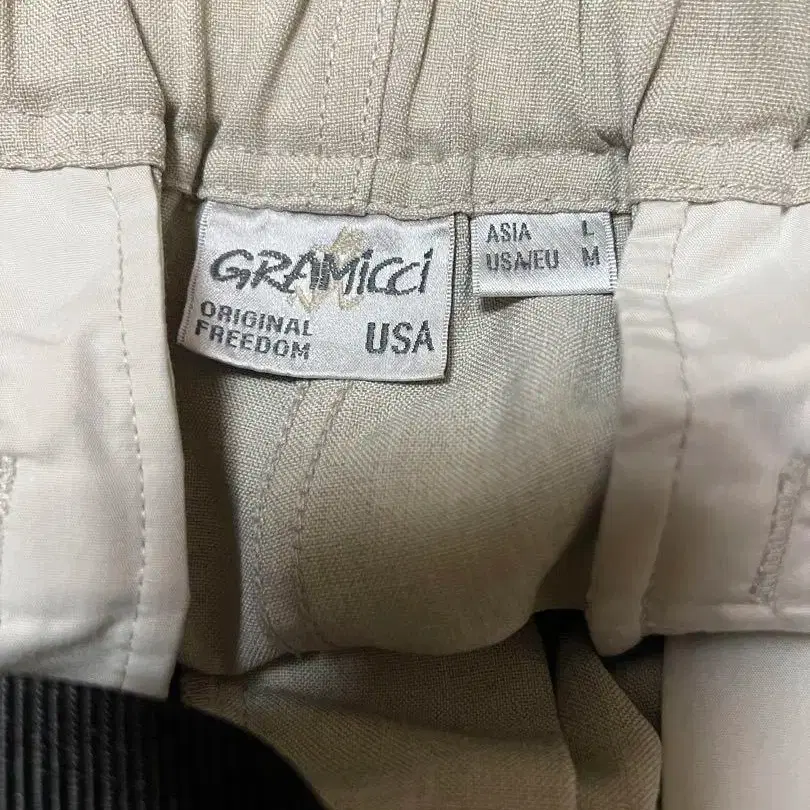 GRAMicci
ORIGINAL
FREEDOM USA
ASIA L
USA/EU M